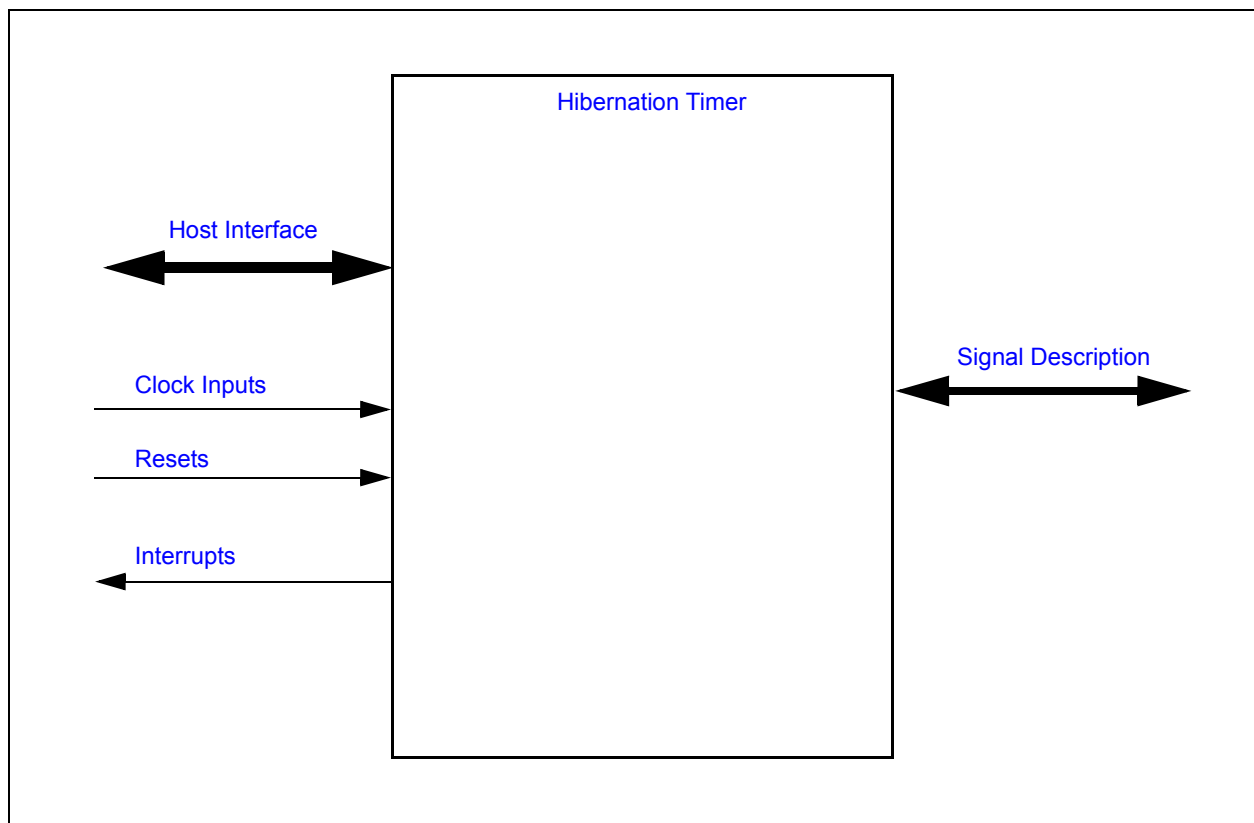 Hibernation Timer
Host Interface
Signal Description
Clock Inputs
Resets
Interrupts